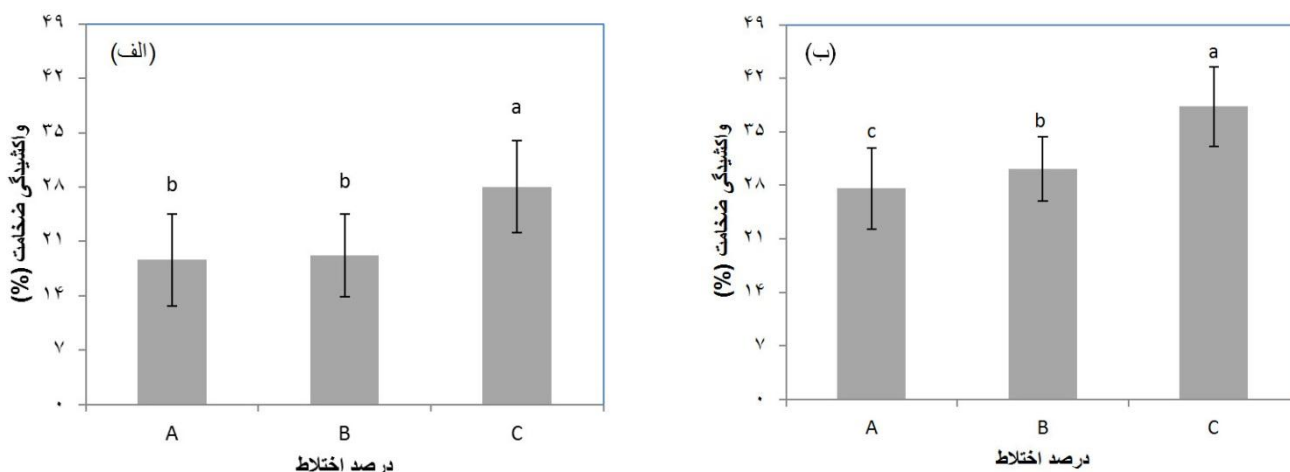 (الف)
واکشیدگی ضخامت (%)
۴۹
۴۲
۳۵
۲۸
۲۱
۱۴
۷
۰
b
b
a
A
B
C
درصد اختلاط
(ب)
واکشیدگی ضخامت (%)
۴۹
۴۲
۳۵
۲۸
۲۱
۱۴
۷
۰
c
b
a
A
B
C
درصد اختلاط